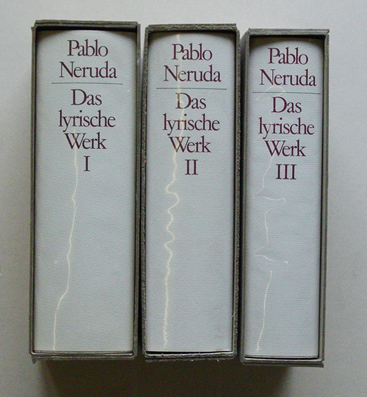 Pablo
Neruda
Das
lyrische
Werk
I
Pablo
Neruda
Das
lyrische
Werk
II
Pablo
Neruda
Das
lyrische
Werk
III